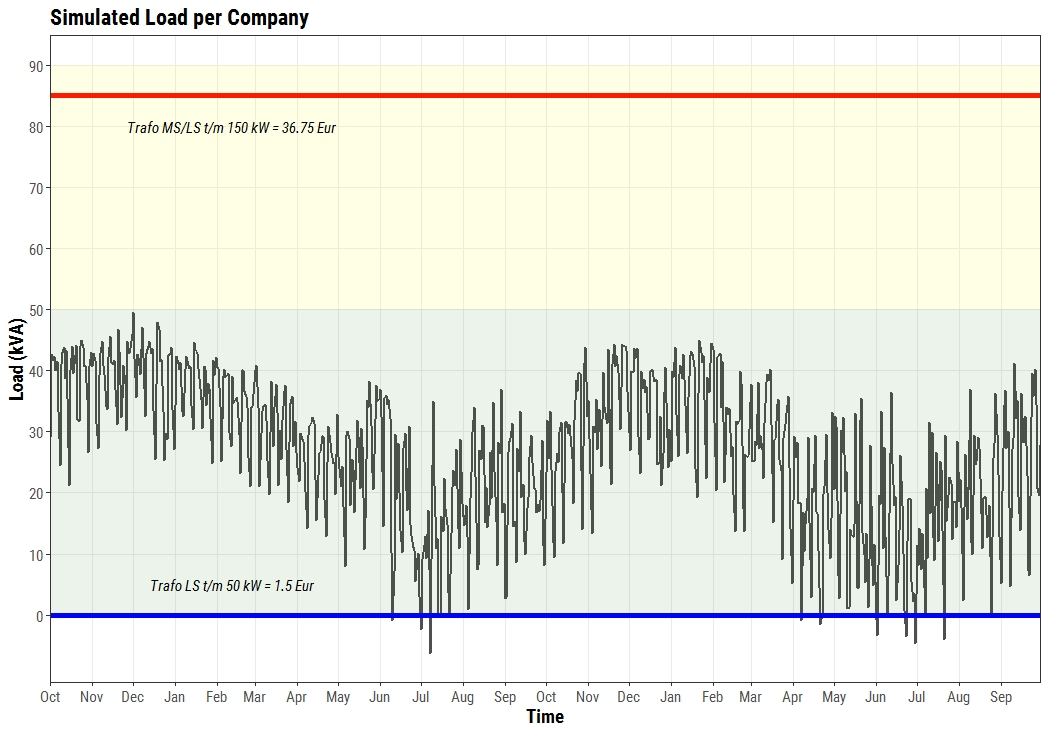 Simulated Load per Company
Load (kVA)
90
80
70
60
50
40
30
20
10
0
Trafo MS/LS t/m 150 kW = 36.75 Eur
Trafo LS t/m 50 kW = 1.5 Eur
Oct Nov Dec Jan Feb Mar Apr May Jun Jul Aug Sep Oct Nov Dec Jan Feb Mar Apr May Jun Jul Aug Sep
Time